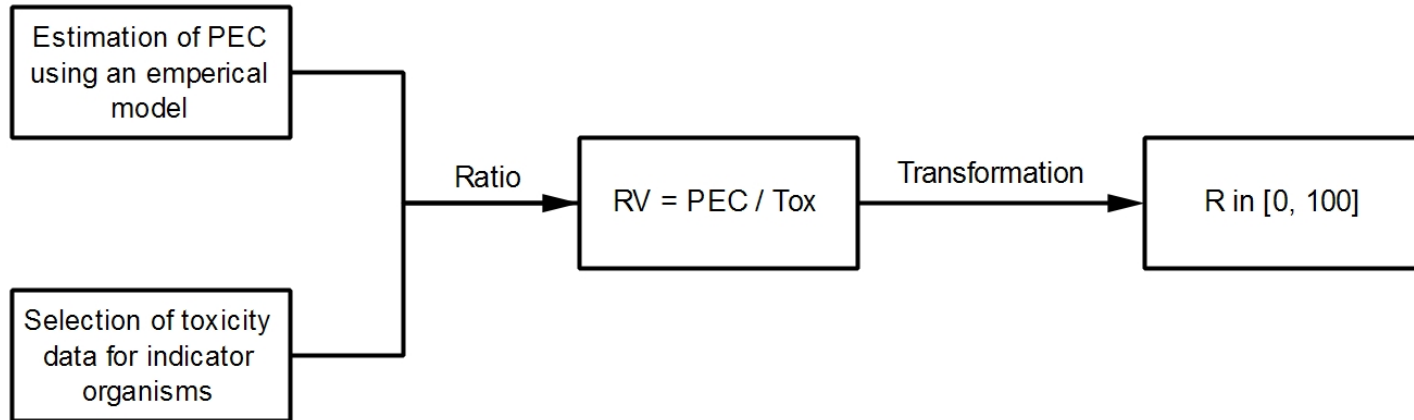 Estimation of PEC
using an emperical
model
Ratio
RV = PEC / Tox
Transformation
R in [0, 100]
Selection of toxicity
data for indicator
organisms